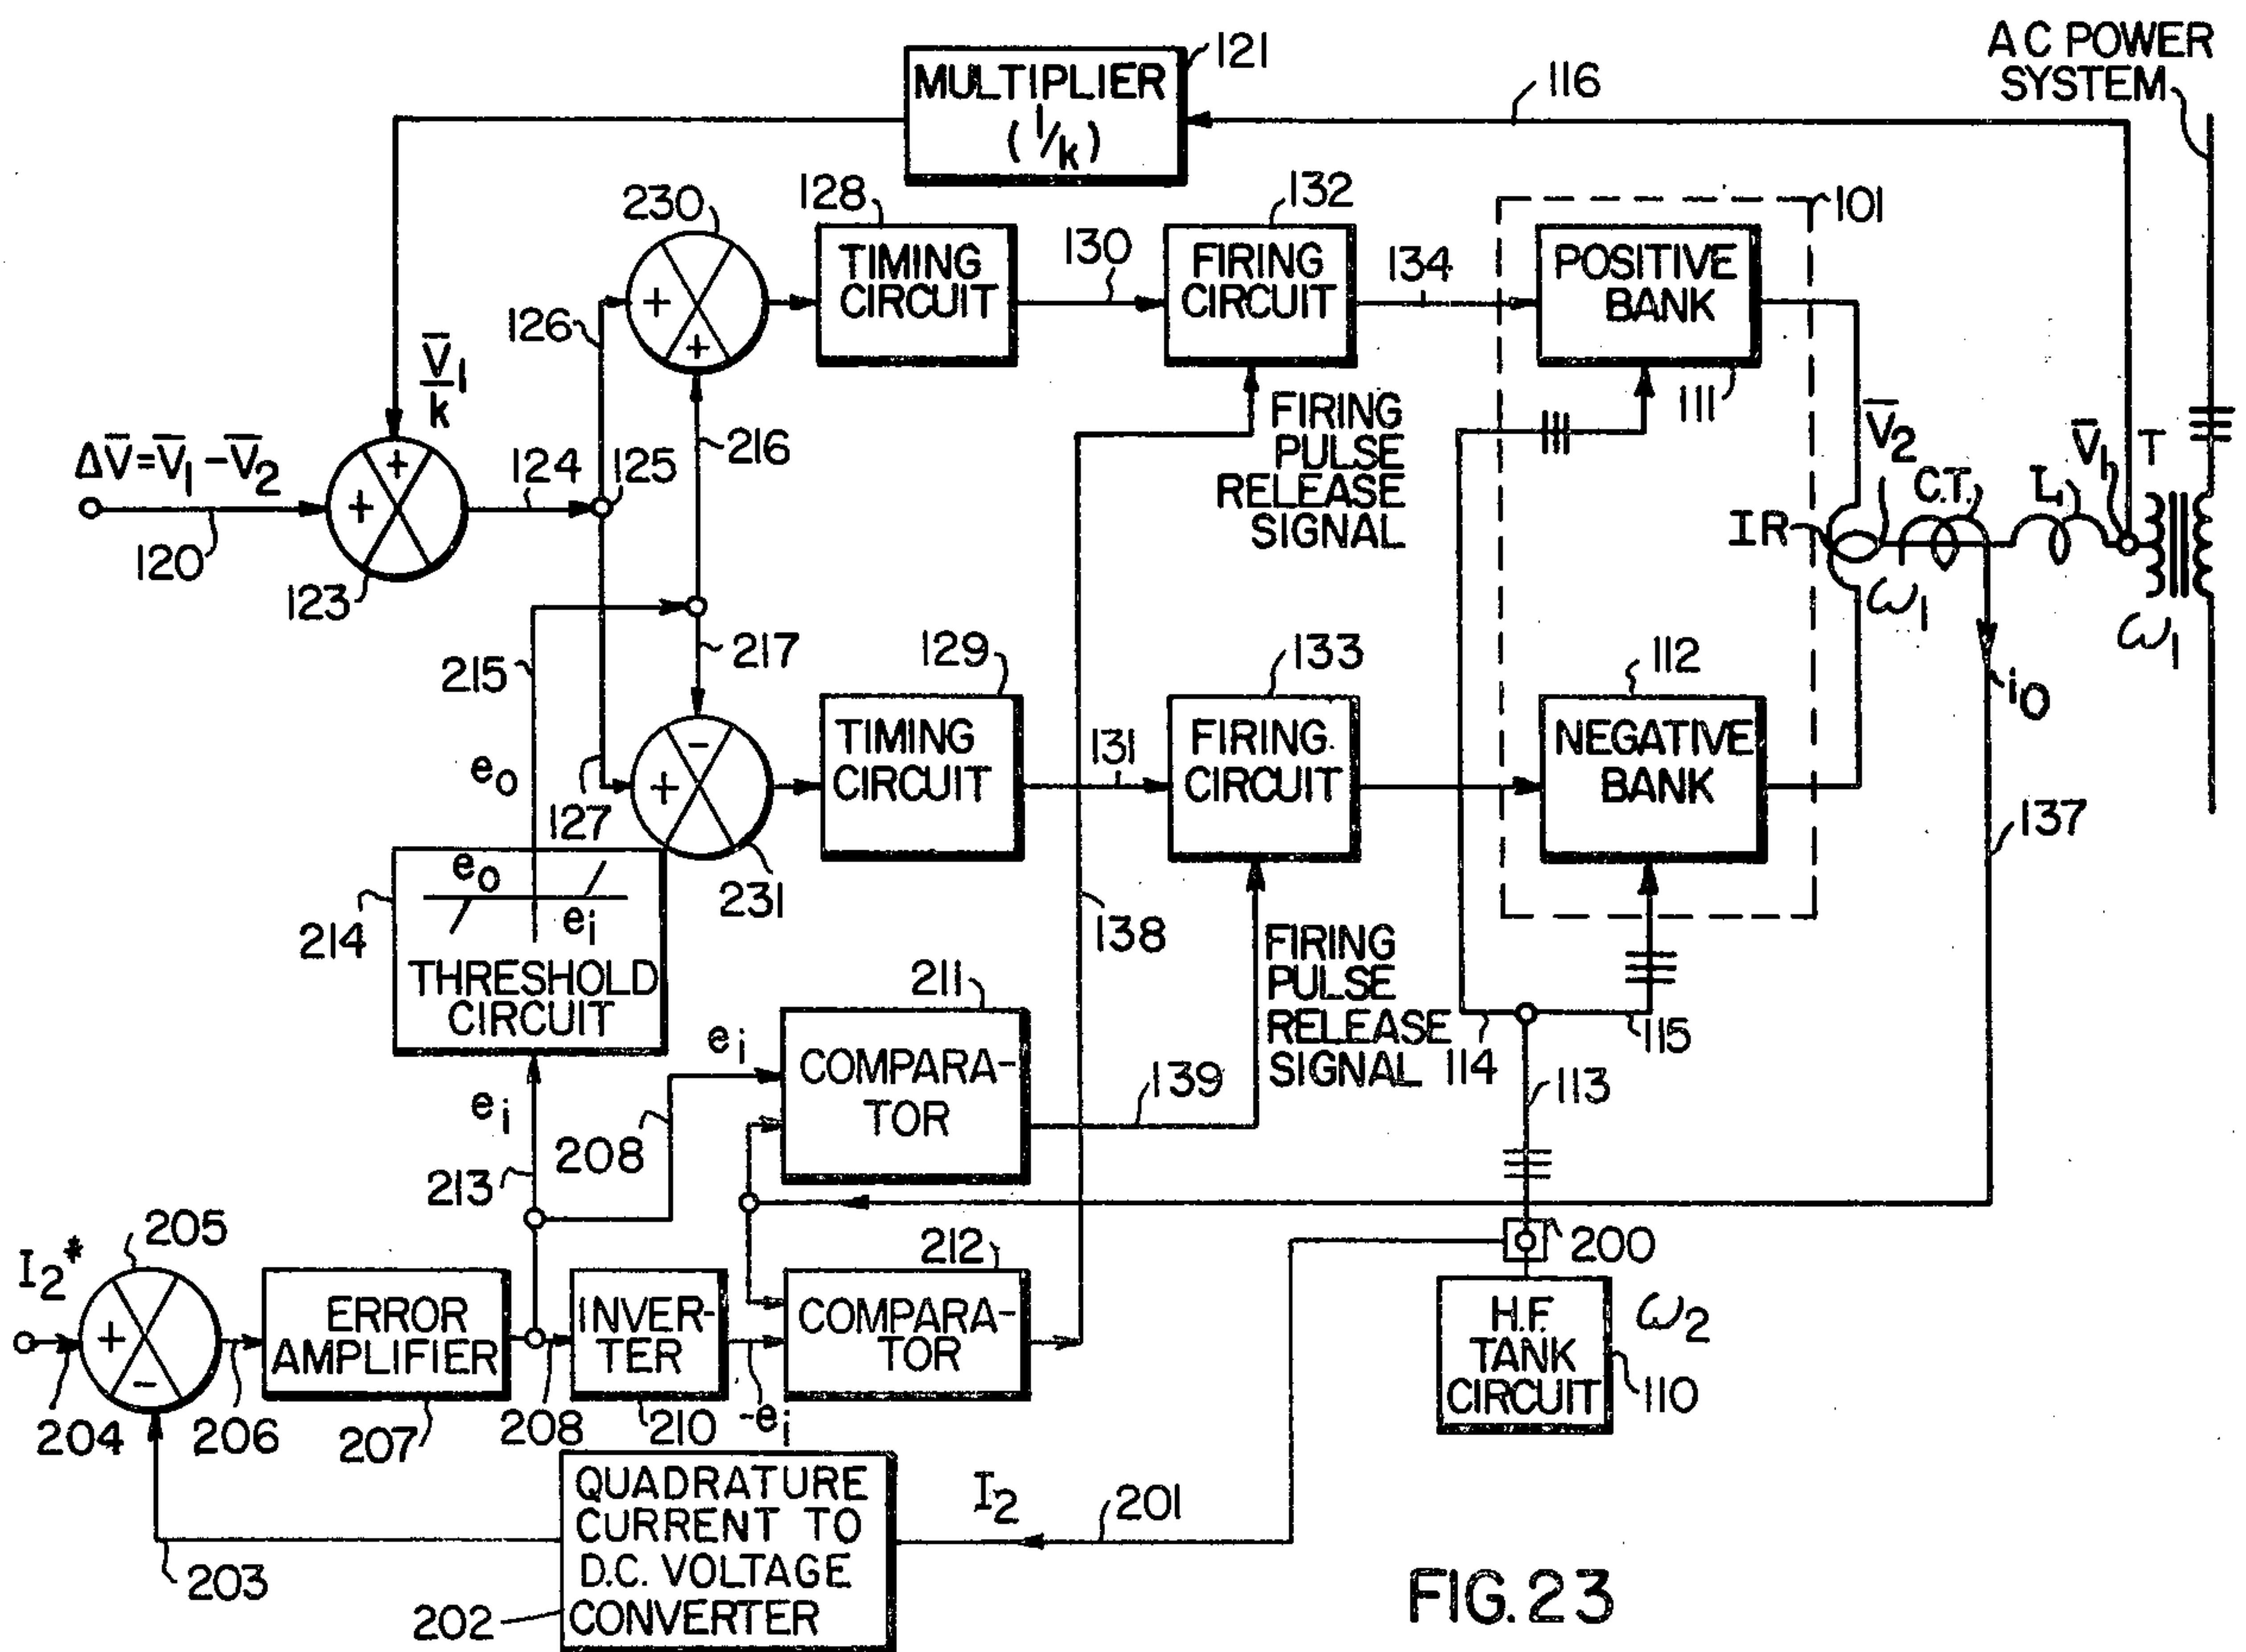 A C POWER
SYSTEM
MULTIPLIER
(1/k)
121
116
230
128
132
101
TIMING
CIRCUIT
130
FIRING
CIRCUIT
134
POSITIVE
BANK
126
+
+
111
V̄1/k
FIRING
PULSE
RELEASE
SIGNAL
V̄2
V̄1
T
ΔV̄=V̄1-V̄2
+
+
124
125
216
C.T.
L1
IR
120
123
ω1
ω1
215
217
129
133
112
i0
e0
-
+
TIMING
CIRCUIT
131
FIRING
CIRCUIT
NEGATIVE
BANK
127
137
231
e0
ei
214
THRESHOLD
CIRCUIT
138
FIRING
PULSE
RELEASE
SIGNAL
211
ei
COMPARA-
TOR
139
114
115
113
ei
208
213
205
I2*
212
200
+
-
ERROR
AMPLIFIER
INVER-
TER
COMPARA-
TOR
H.F.
TANK
CIRCUIT
ω2
110
204
206
207
208
210
-ei
QUADRATURE
CURRENT TO
D.C. VOLTAGE
CONVERTER
I2
201
203
202
FIG. 23